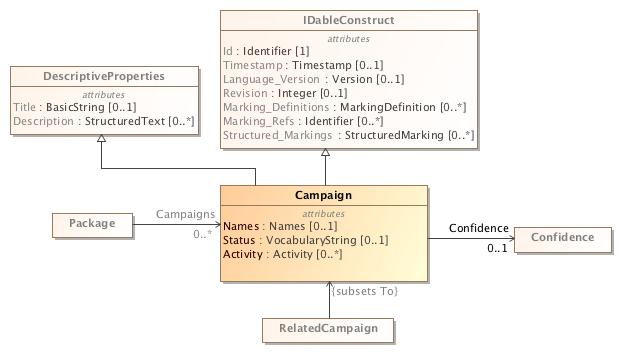 IDableConstruct
attributes
Id : Identifier [1]
Timestamp : Timestamp [0..1]
Language_Version : Version [0..1]
Revision : Integer [0..1]
Marking_Definitions : MarkingDefinition [0..*]
Marking_Refs : Identifier [0..*]
Structured_Markings : StructuredMarking [0..*]
DescriptiveProperties
attributes
Title : BasicString [0..1]
Description : StructuredText [0..*]
Campaign
attributes
Names : Names [0..1]
Status : VocabularyString [0..1]
Activity : Activity [0..*]
Package
Campaigns
0..*
Confidence
0..1
Confidence
{subsets To}
RelatedCampaign